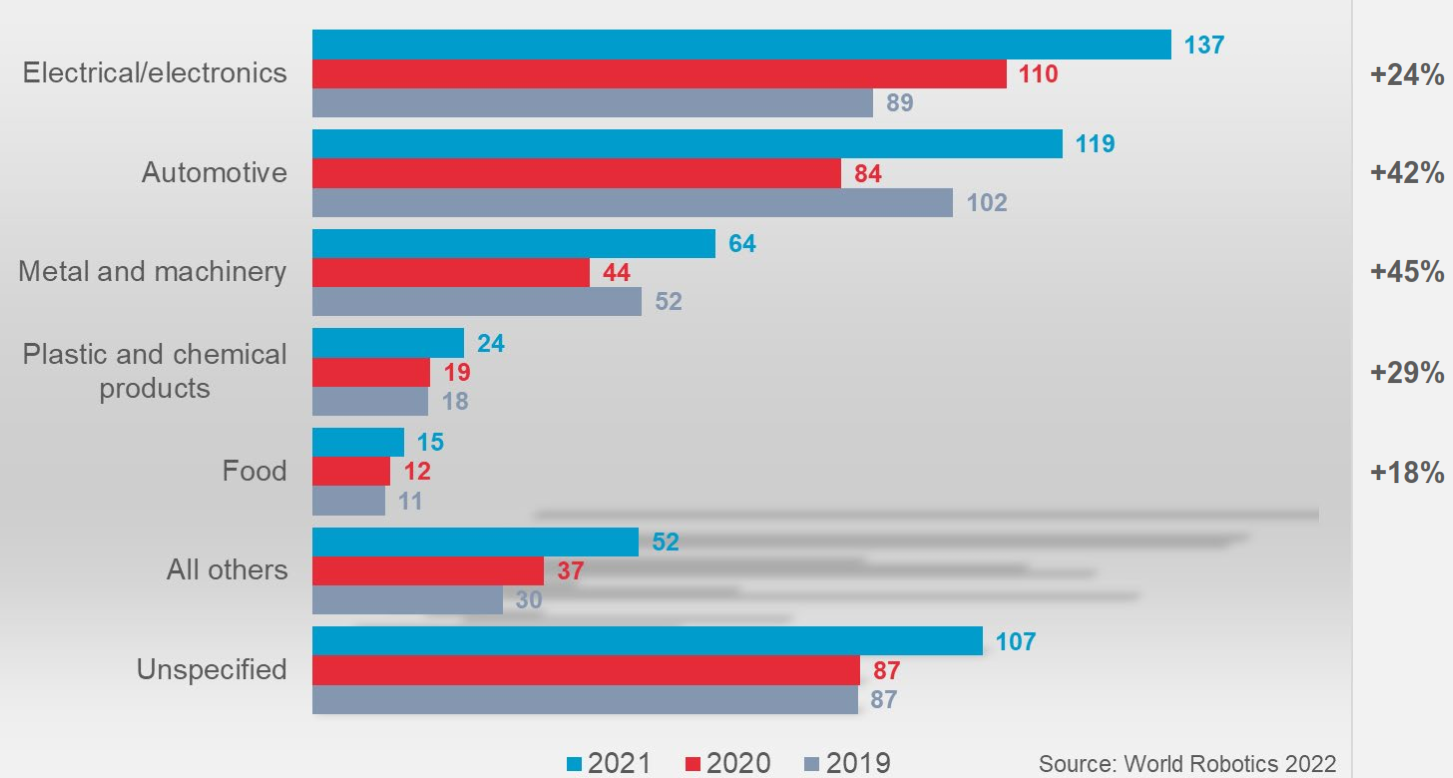 137
Electrical/electronics
110
+24%
89
119
Automotive
84
+42%
102
64
Metal and machinery
44
+45%
52
24
Plastic and chemical
products
19
+29%
18
15
Food
12
+18%
11
52
All others
37
30
107
Unspecified
87
87
2021 2020 2019
Source: World Robotics 2022